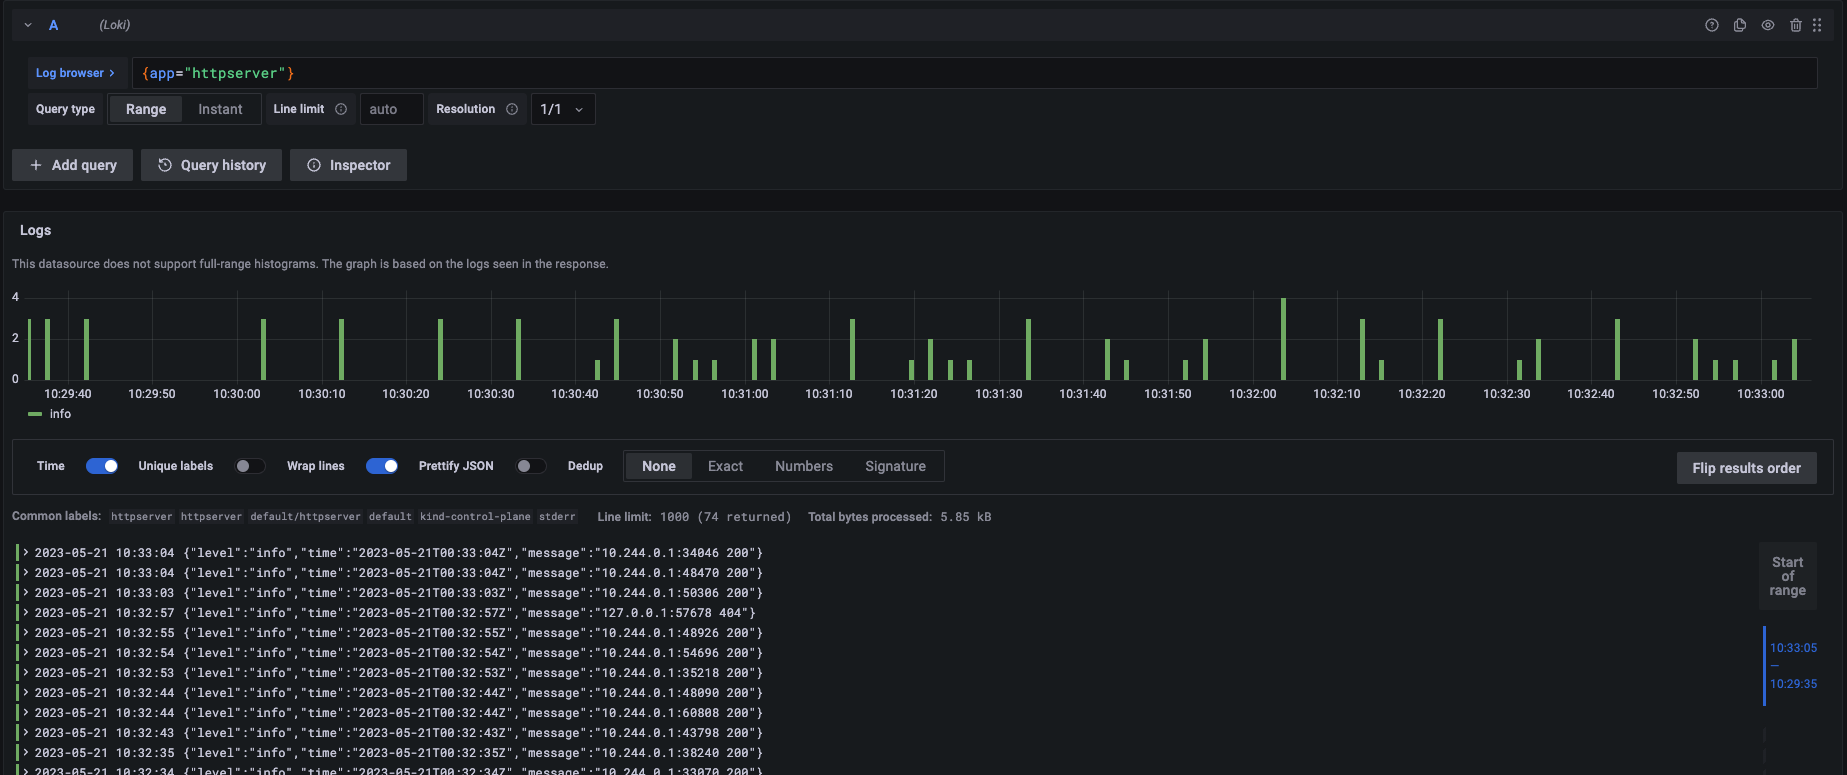 A (Loki)
Log browser > {app="httpserver"}
Query type Range Instant Line limit auto Resolution 1/1
+ Add query Query history Inspector
Logs
This datasource does not support full-range histograms. The graph is based on the logs seen in the response.
4
2
0
10:29:40 10:29:50 10:30:00 10:30:10 10:30:20 10:30:30 10:30:40 10:30:50 10:31:00 10:31:10 10:31:20 10:31:30 10:31:40 10:31:50 10:32:00 10:32:10 10:32:20 10:32:30 10:32:40 10:32:50 10:33:00
info
Time Unique labels Wrap lines Prettify JSON Dedup None Exact Numbers Signature Flip results order
Common labels: httpserver httpserver default/httpserver default kind-control-plane stderr Line limit: 1000 (74 returned) Total bytes processed: 5.85 kB
> 2023-05-21 10:33:04 {"level":"info","time":"2023-05-21T00:33:04Z","message":"10.244.0.1:34046 200"}
> 2023-05-21 10:33:04 {"level":"info","time":"2023-05-21T00:33:04Z","message":"10.244.0.1:48470 200"}
> 2023-05-21 10:33:03 {"level":"info","time":"2023-05-21T00:33:03Z","message":"10.244.0.1:50306 200"}
> 2023-05-21 10:32:57 {"level":"info","time":"2023-05-21T00:32:57Z","message":"127.0.0.1:57678 404"}
> 2023-05-21 10:32:55 {"level":"info","time":"2023-05-21T00:32:55Z","message":"10.244.0.1:48926 200"}
> 2023-05-21 10:32:54 {"level":"info","time":"2023-05-21T00:32:54Z","message":"10.244.0.1:54696 200"}
> 2023-05-21 10:32:53 {"level":"info","time":"2023-05-21T00:32:53Z","message":"10.244.0.1:35218 200"}
> 2023-05-21 10:32:44 {"level":"info","time":"2023-05-21T00:32:44Z","message":"10.244.0.1:48090 200"}
> 2023-05-21 10:32:44 {"level":"info","time":"2023-05-21T00:32:44Z","message":"10.244.0.1:60808 200"}
> 2023-05-21 10:32:43 {"level":"info","time":"2023-05-21T00:32:43Z","message":"10.244.0.1:43798 200"}
> 2023-05-21 10:32:35 {"level":"info","time":"2023-05-21T00:32:35Z","message":"10.244.0.1:38240 200"}
> 2023-05-21 10:32:34 {"level":"info","time":"2023-05-21T00:32:34Z","message":"10.244.0.1:33070 200"}
Start
of
range
10:33:05
—
10:29:35